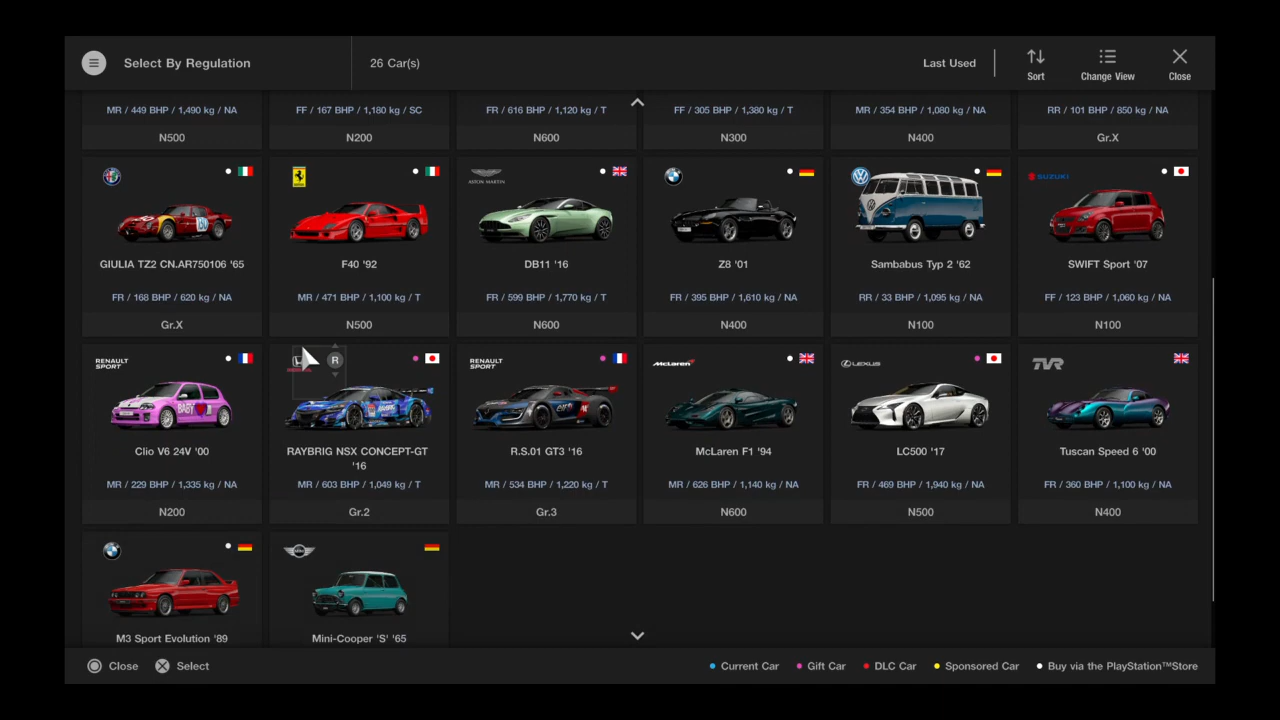 Select By Regulation
26 Car(s)
Last Used
Sort
Change View
Close
MR / 449 BHP / 1,490 kg / NA
FF / 167 BHP / 1,180 kg / SC
FR / 616 BHP / 1,120 kg / T
FF / 305 BHP / 1,380 kg / T
MR / 354 BHP / 1,080 kg / NA
RR / 101 BHP / 850 kg / NA
N500
N200
N600
N300
N400
Gr.X
ASTON MARTIN
SUZUKI
GIULIA TZ2 CN.AR750106 '65
F40 '92
DB11 '16
Z8 '01
Sambabus Typ 2 '62
SWIFT Sport '07
FR / 168 BHP / 620 kg / NA
MR / 471 BHP / 1,100 kg / T
FR / 599 BHP / 1,770 kg / T
FR / 395 BHP / 1,610 kg / NA
RR / 33 BHP / 1,095 kg / NA
FF / 123 BHP / 1,060 kg / NA
Gr.X
N500
N600
N400
N100
N100
RENAULT
SPORT
R
RENAULT
SPORT
McLaren
LEXUS
TVR
BABY
Clio V6 24V '00
RAYBRIG NSX CONCEPT-GT
'16
R.S.01 GT3 '16
McLaren F1 '94
LC500 '17
Tuscan Speed 6 '00
MR / 229 BHP / 1,335 kg / NA
MR / 603 BHP / 1,049 kg / T
MR / 534 BHP / 1,220 kg / T
MR / 626 BHP / 1,140 kg / NA
FR / 469 BHP / 1,940 kg / NA
FR / 360 BHP / 1,100 kg / NA
N200
Gr.2
Gr.3
N600
N500
N400
M3 Sport Evolution '89
Mini-Cooper 'S' '65
Close
Select
Current Car
Gift Car
DLC Car
Sponsored Car
Buy via the PlayStation™Store